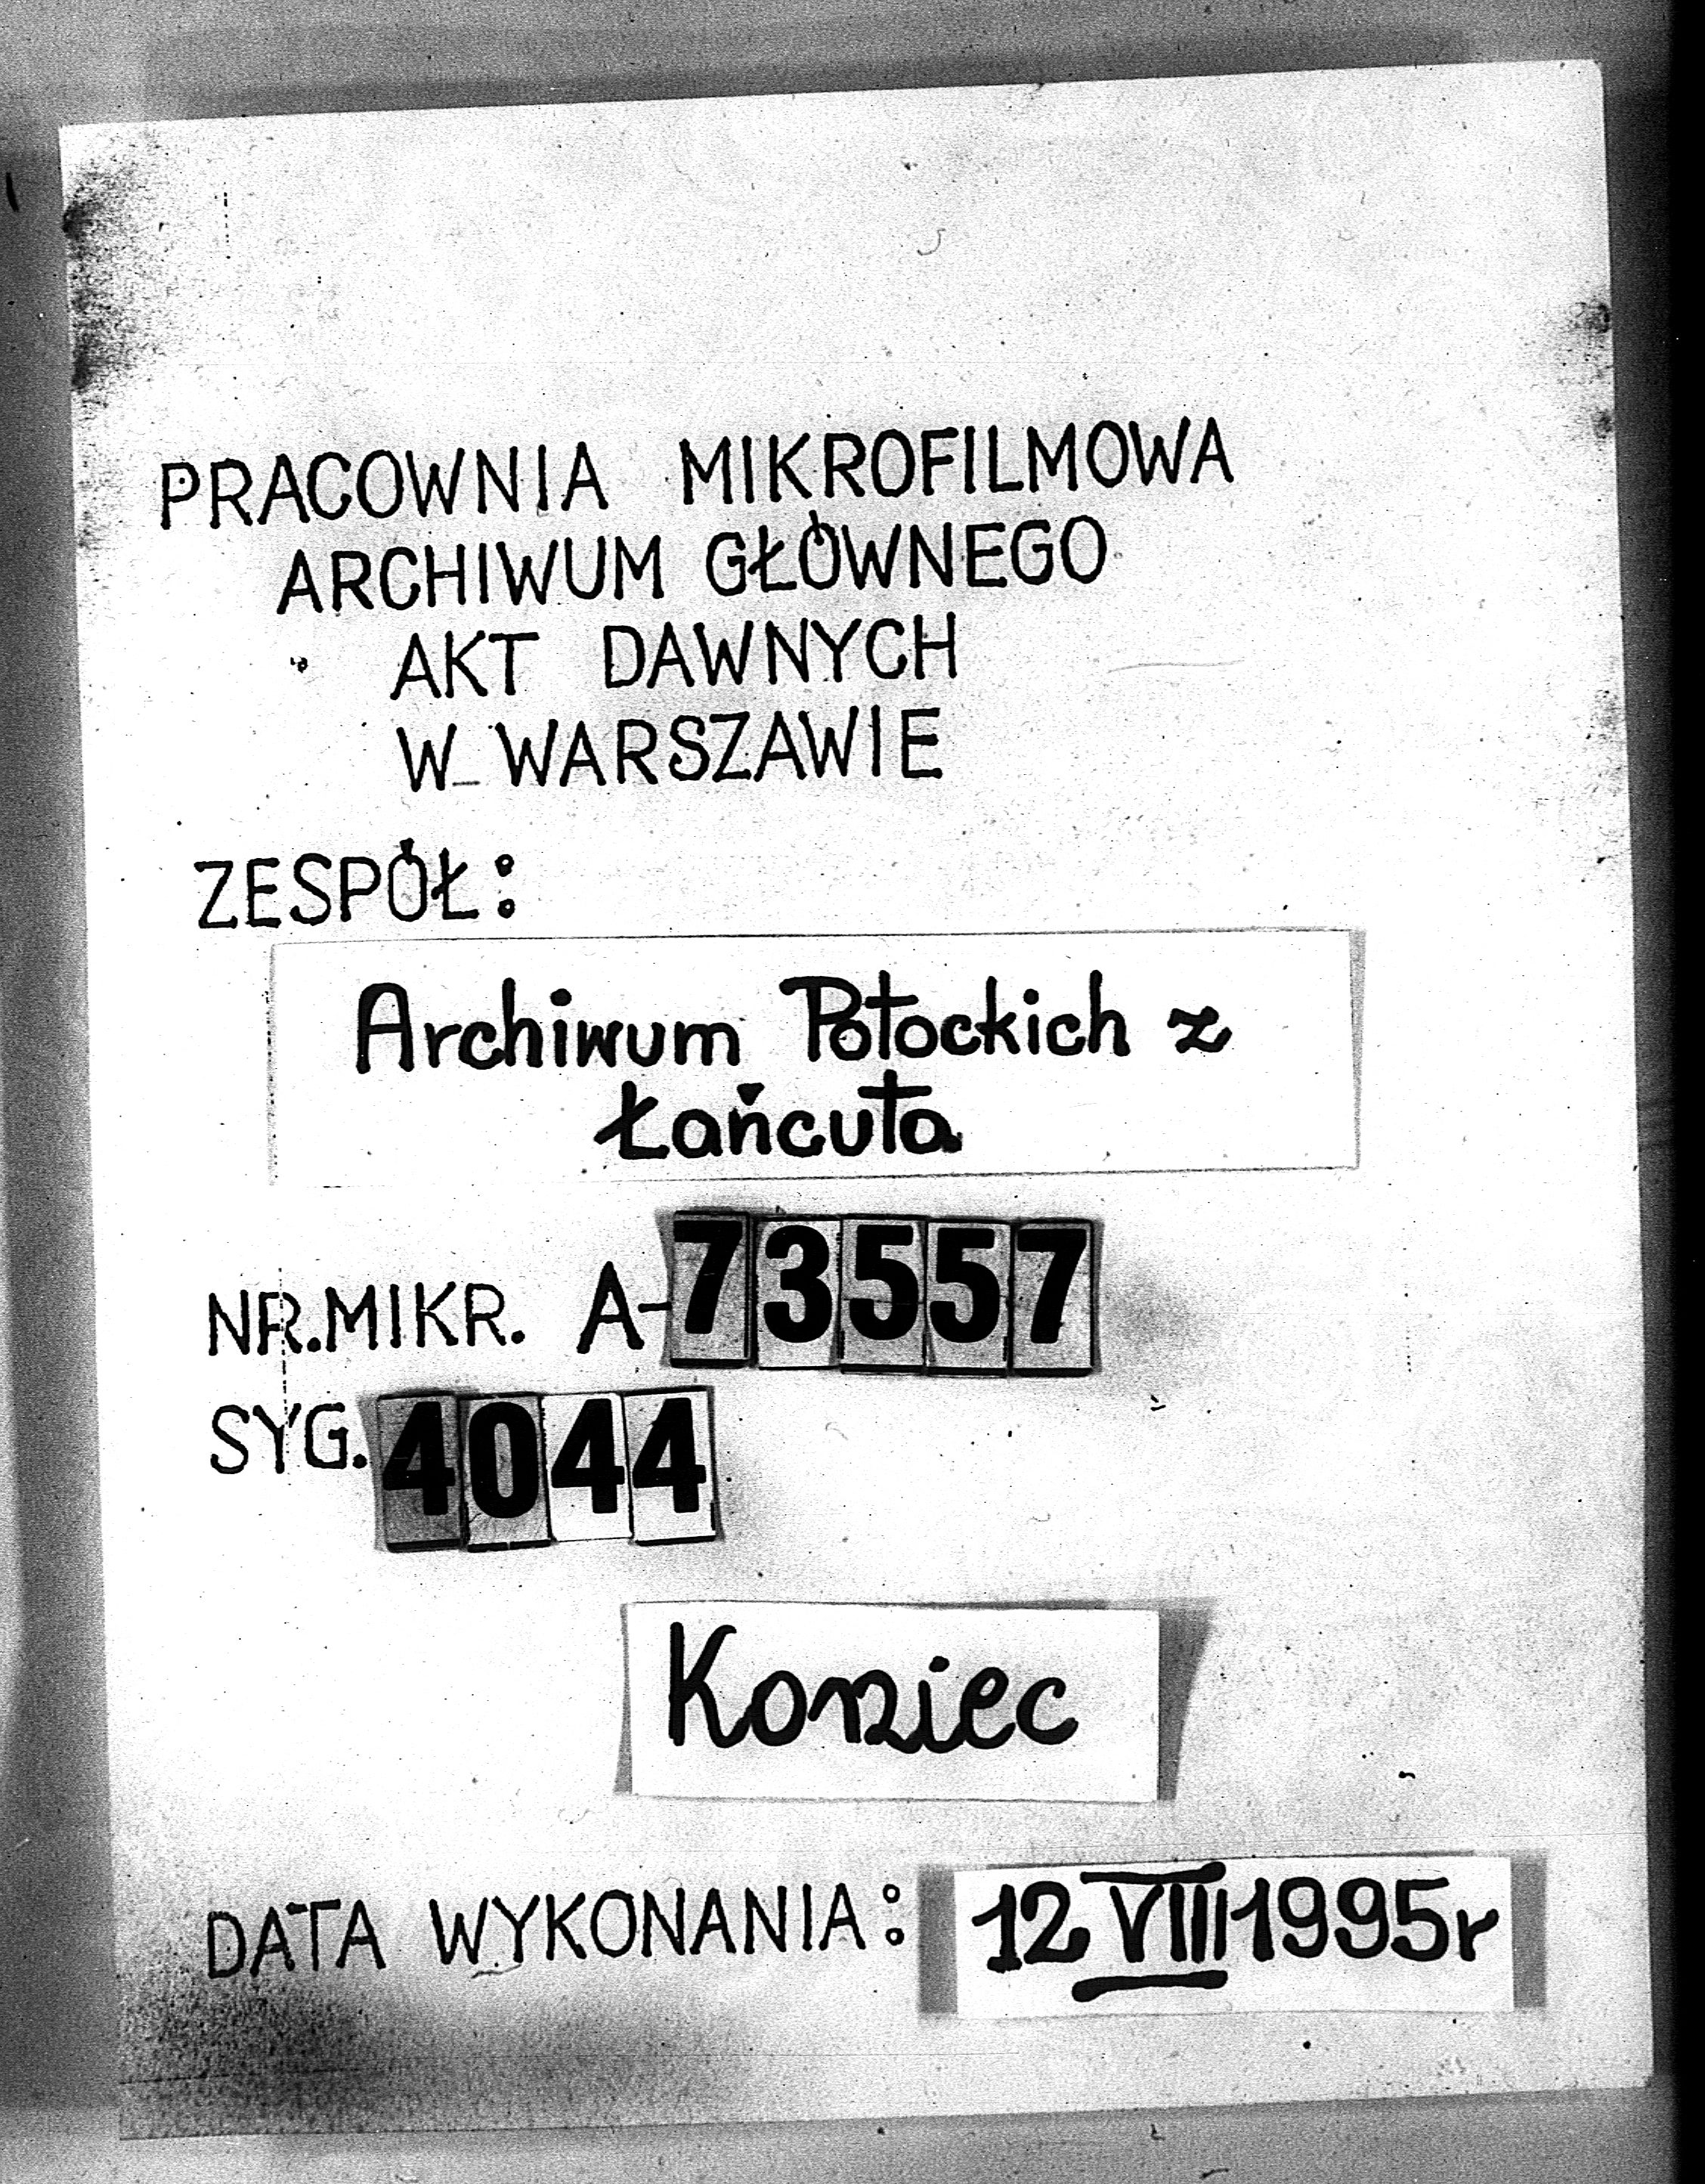 PRACOWNIA MIKROFILMOWA
ARCHIWUM GŁÓWNEGO
AKT DAWNYCH
W WARSZAWIE
ZESPÓŁ:
Archiwum Potockich z
Łańcuta
NR.MIKR. A-73557
SYG. 4044
Koniec
DATA WYKONANIA: 12 VIII 1995r